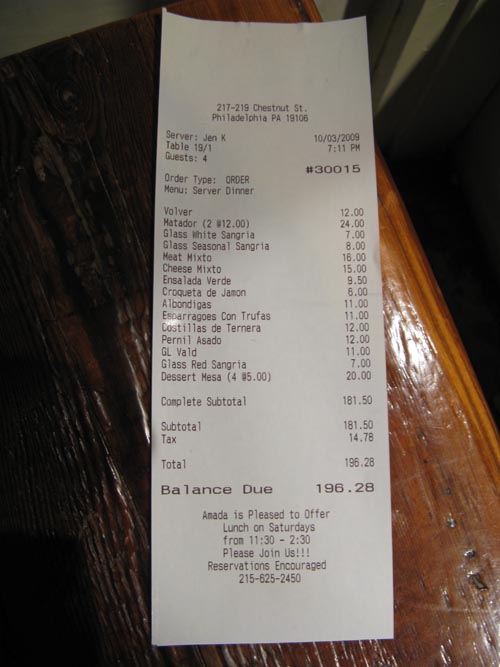 217-219 Chestnut St.
Philadelphia PA 19106
Server: Jen K 10/03/2009
Table 19/1 7:11 PM
Guests: 4
#30015
Order Type: ORDER
Menu: Server Dinner
Volver 12.00
Matador (2 @12.00) 24.00
Glass White Sangria 7.00
Glass Seasonal Sangria 8.00
Meat Mixto 16.00
Cheese Mixto 15.00
Ensalada Verde 9.50
Croqueta de Jamon 6.00
Albondigas 11.00
Esparragoes Con Trufas 11.00
Costillas de Ternera 12.00
Pernil Asado 12.00
GL Vald 11.00
Glass Red Sangria 7.00
Dessert Mesa (4 @5.00) 20.00
Complete Subtotal 181.50
Subtotal 181.50
Tax 14.78
Total 196.28
Balance Due 196.28
Amada is Pleased to Offer
Lunch on Saturdays
from 11:30 - 2:30
Please Join Us!!!
Reservations Encouraged
215-625-2450